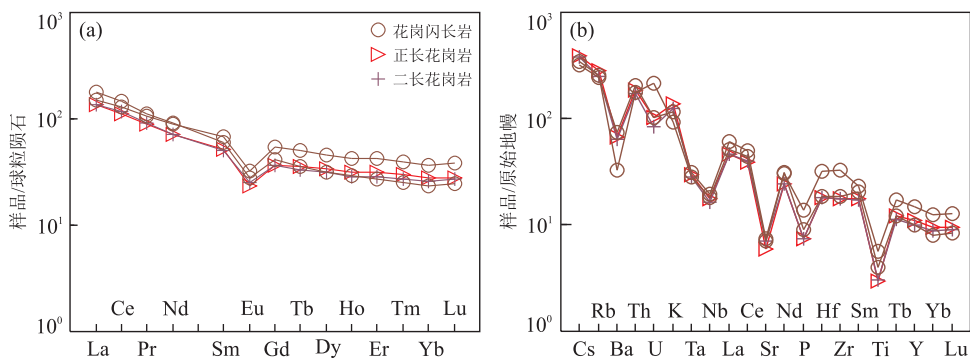 (a)
花岗闪长岩
正长花岗岩
二长花岗岩
样品/球粒陨石
10³
10²
10¹
10⁰
Ce Nd Eu Tb Ho Tm Lu
La Pr Sm Gd Dy Er Yb
(b)
样品/原始地幔
10³
10²
10¹
10⁰
Rb Th K Nb Ce Nd Hf Sm Tb Yb
Cs Ba U Ta La Sr P Zr Ti Y Lu